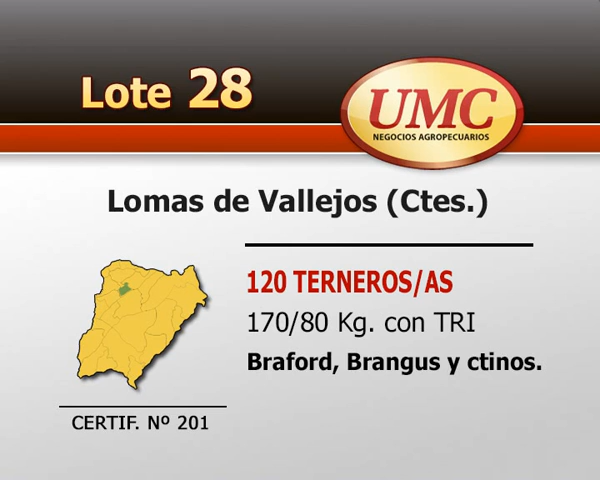 Lote 28
UMC
NEGOCIOS AGROPECUARIOS
Lomas de Vallejos (Ctes.)
120 TERNEROS/AS
170/80 Kg. con TRI
Braford, Brangus y ctinos.
CERTIF. Nº 201